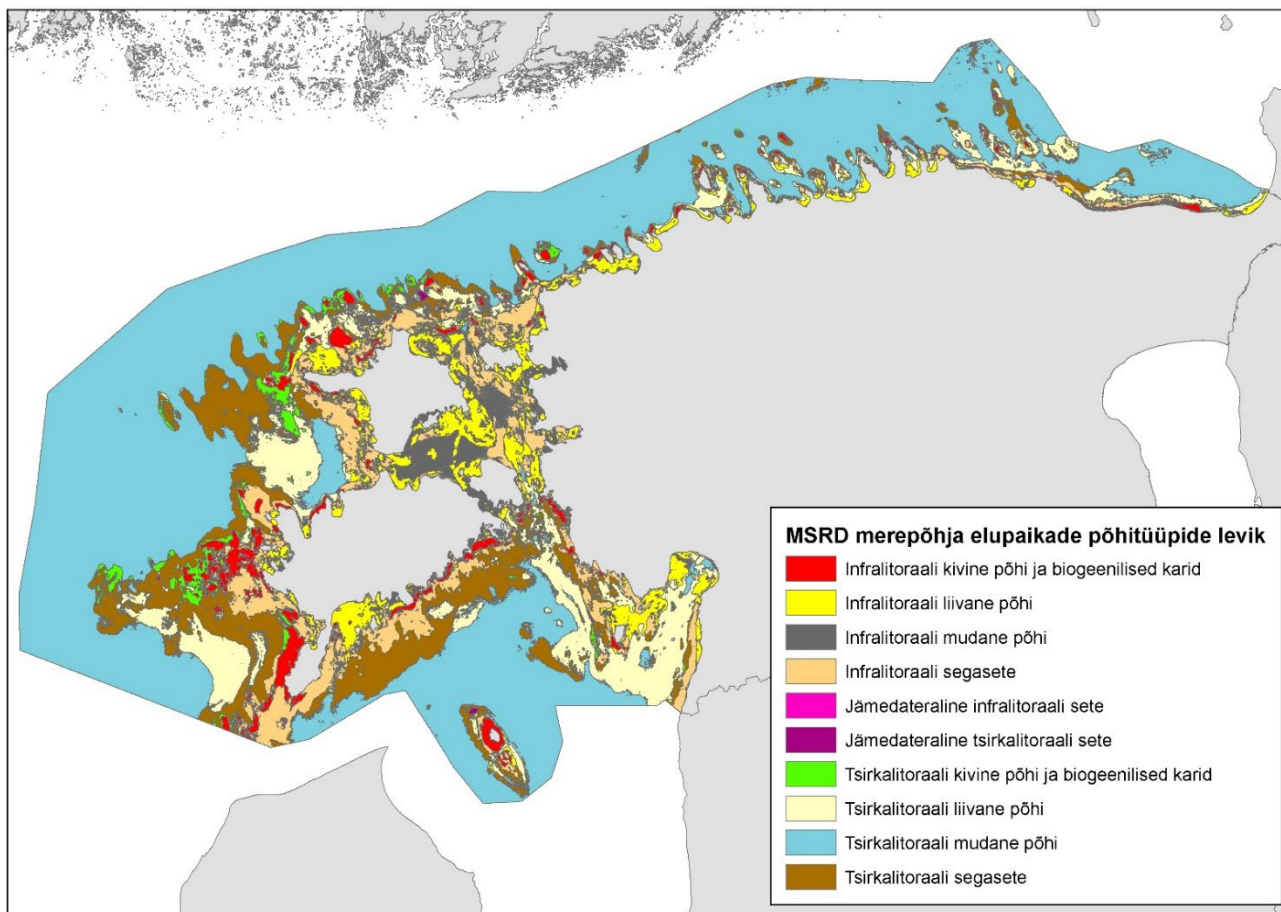 MSRD merepõhja elupaikade põhitüüpide levik
Infralitoraali kivine põhi ja biogeenilised karid
Infralitoraali liivane põhi
Infralitoraali mudane põhi
Infralitoraali segasete
Jämedateraline infralitoraali sete
Jämedateraline tsirkalitoraali sete
Tsirkalitoraali kivine põhi ja biogeenilised karid
Tsirkalitoraali liivane põhi
Tsirkalitoraali mudane põhi
Tsirkalitoraali segasete